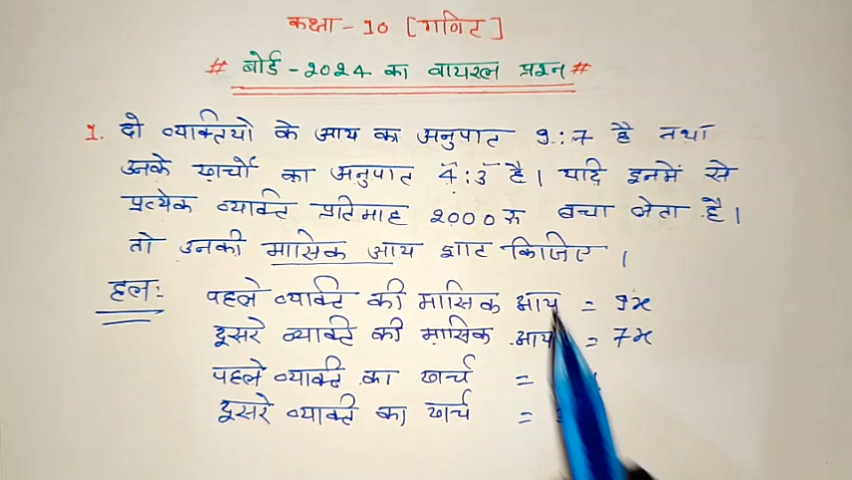 कक्षा - 10 [गणित]
# बोर्ड - 2024 का वायरल प्रश्न #
1. दो व्यक्तियो के आय का अनुपात 9:7 है तथा
उनके खर्चों का अनुपात 4:3 है। यदि इनमें से
प्रत्येक व्यक्ति प्रतिमाह 2000 रु बचा लेता है।
तो उनकी मासिक आय ज्ञात किजिए ।
हल:- पहले व्यक्ति की मासिक आय = 9x
दूसरे व्यक्ति की मासिक आय = 7x
पहले व्यक्ति का खर्च =
दूसरे व्यक्ति का खर्च =